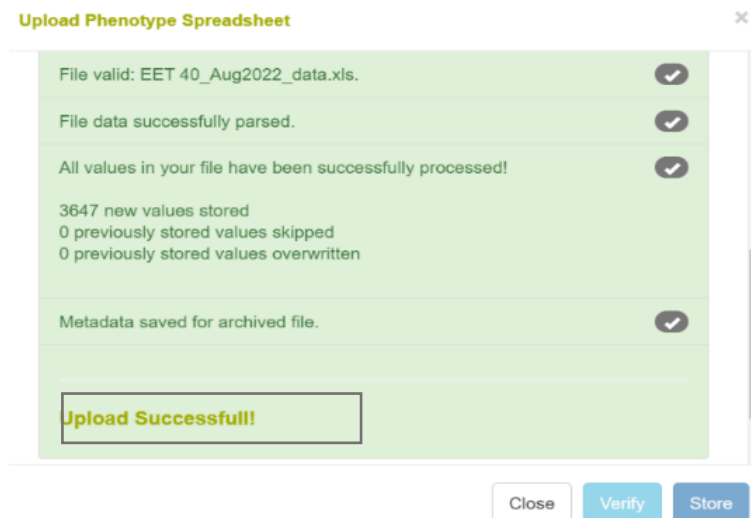 Upload Phenotype Spreadsheet ×
File valid: EET 40_Aug2022_data.xls.
File data successfully parsed.
All values in your file have been successfully processed!
3647 new values stored
0 previously stored values skipped
0 previously stored values overwritten
Metadata saved for archived file.
Upload Successfull!
Close Verify Store